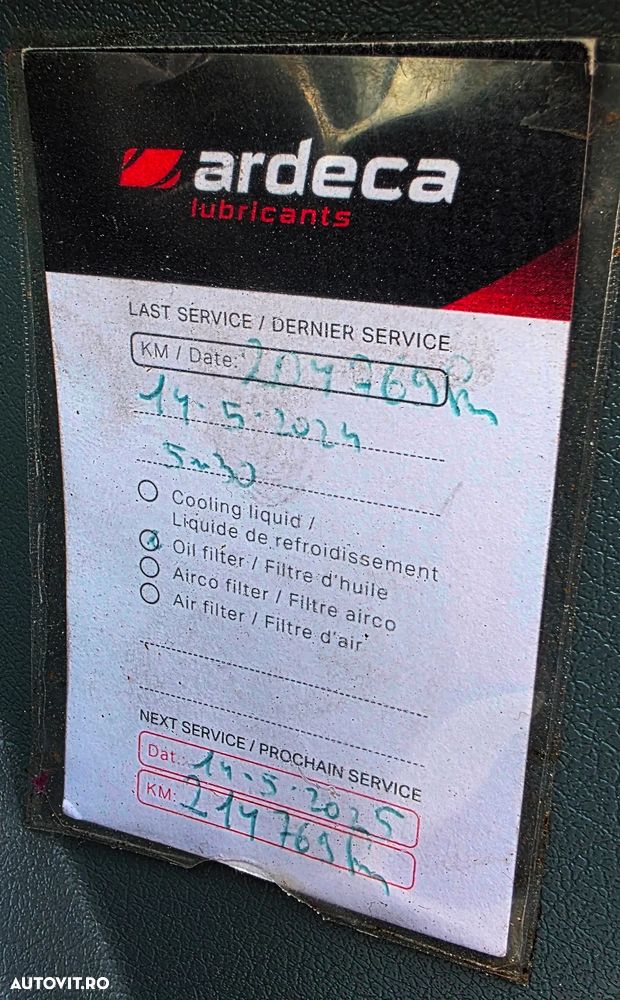 ardeca
lubricants
LAST SERVICE / DERNIER SERVICE
KM / Date: 204769km
14-5-2024
5w30
Cooling liquid /
Liquide de refroidissement
Oil filter / Filtre d'huile
Airco filter / Filtre airco
Air filter / Filtre d'air
NEXT SERVICE / PROCHAIN SERVICE
Dat.: 14-5-2025
KM: 214769km
AUTOVIT.RO